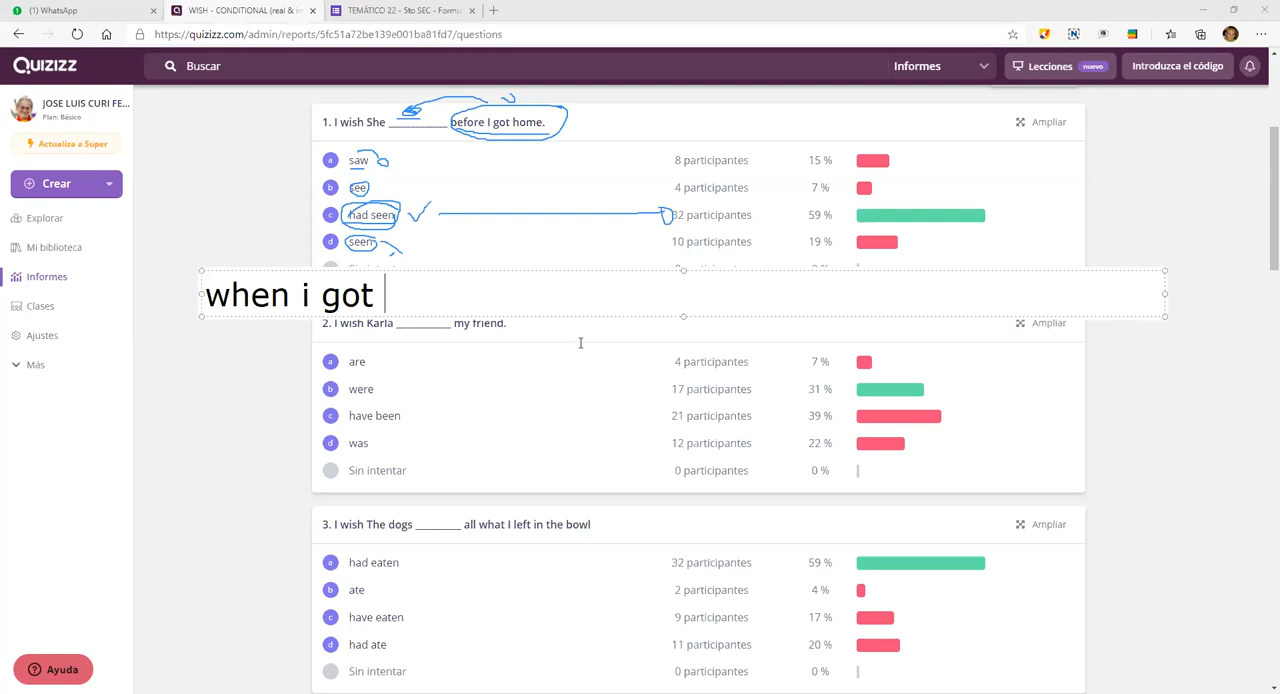 (1) WhatsApp
WISH - CONDITIONAL (real & in
TEMÁTICO 22 - 5to SEC - Formul
https://quizizz.com/admin/reports/5fc51a72be139e001ba81fd7/questions
QUIZIZZ
Buscar
Informes
Lecciones nuevo
Introduzca el código
JOSE LUIS CURI FE...
Plan: Básico
Actualiza a Super
Crear
Explorar
Mi biblioteca
Informes
Clases
Ajustes
Más
Ayuda
1. I wish She __________ before I got home.
Ampliar
a saw 8 participantes 15 %
b see 4 participantes 7 %
c had seen 32 participantes 59 %
d seen 10 participantes 19 %
when i got
2. I wish Karla __________ my friend.
Ampliar
a are 4 participantes 7 %
b were 17 participantes 31 %
c have been 21 participantes 39 %
d was 12 participantes 22 %
Sin intentar 0 participantes 0 %
3. I wish The dogs ________ all what I left in the bowl
Ampliar
a had eaten 32 participantes 59 %
b ate 2 participantes 4 %
c have eaten 9 participantes 17 %
d had ate 11 participantes 20 %
Sin intentar 0 participantes 0 %